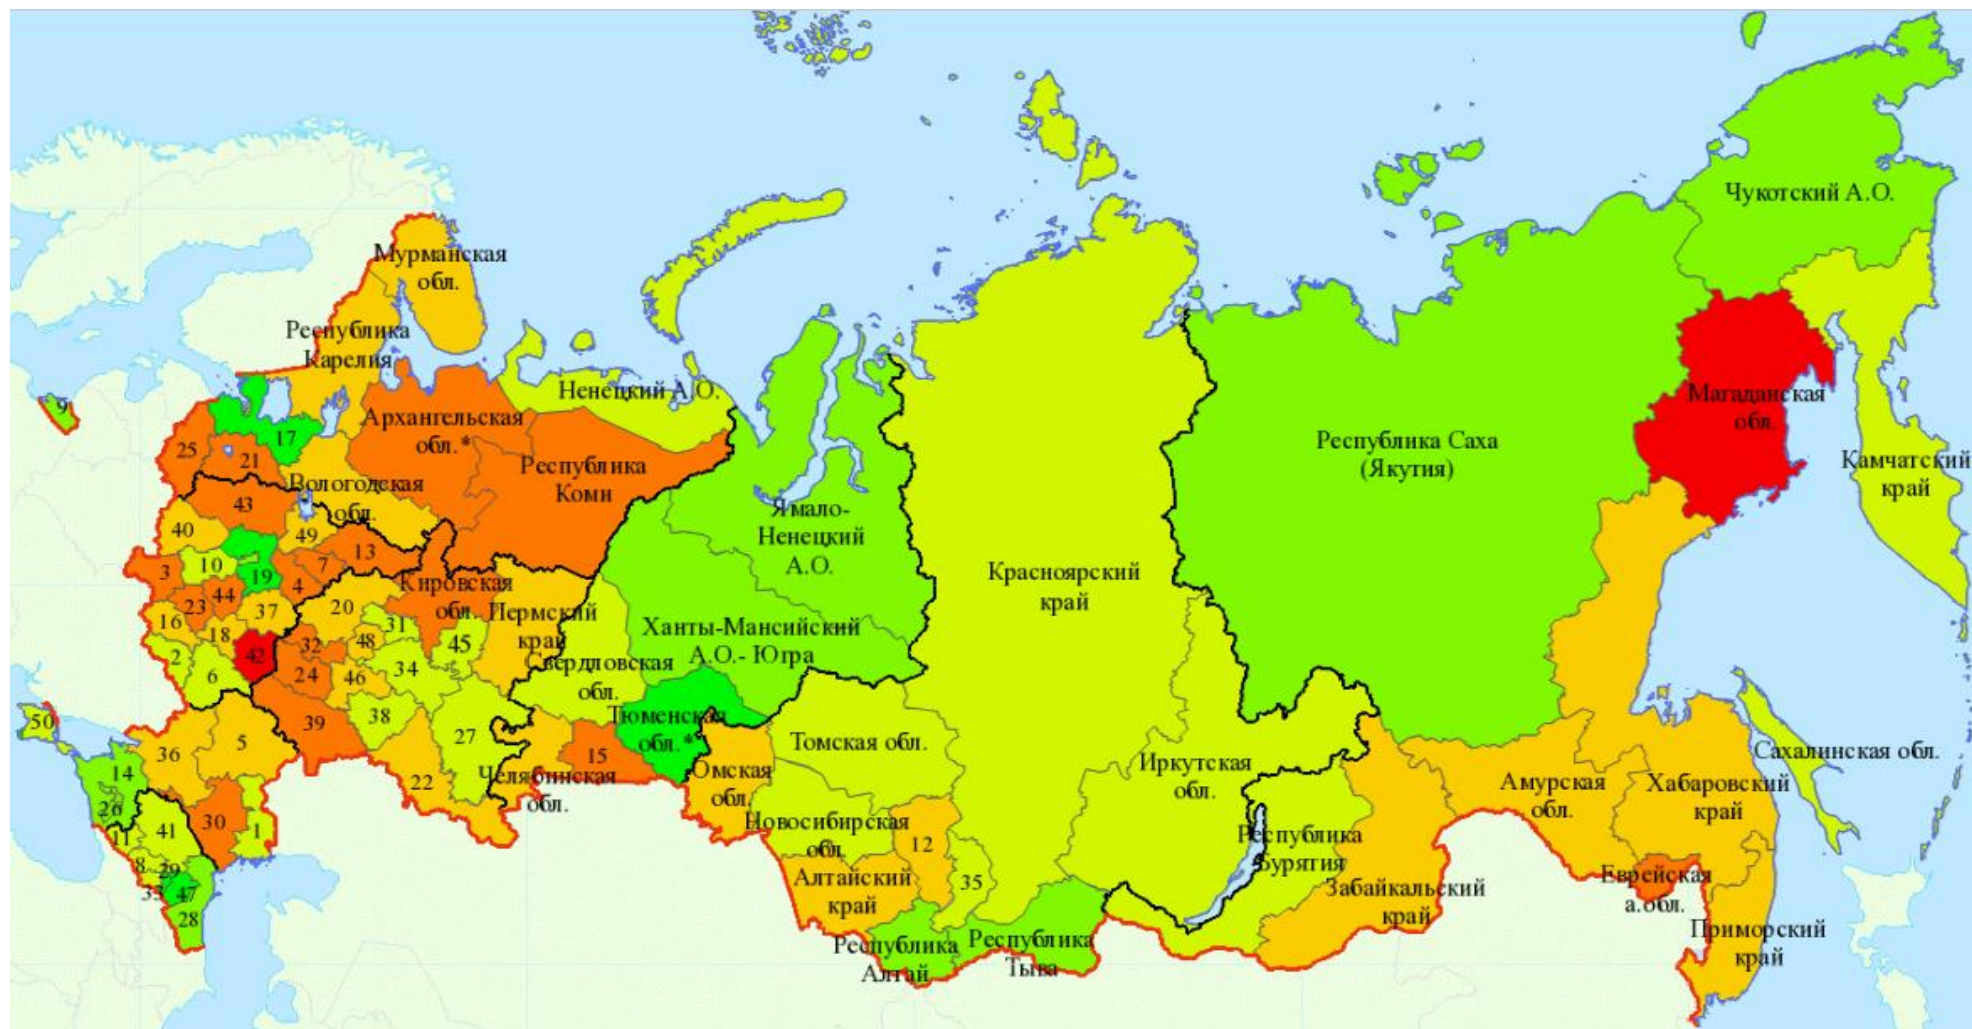 Чукотский А.О.
Мурманская
обл.
Республика
Карелия
Ненецкий А.О.
Магаданская
обл.
9
Архангельская
обл.*
17
25
21
Республика
Коми
Республика Саха
(Якутия)
Камчатский
край
Вологодская
обл.
43
Ямало-
Ненецкий
А.О.
40
49
13
10
7
3
19
4
Кировская
обл.
Красноярский
край
44
23
20
37
16
31
Пермский
край
18
32
48
45
Ханты-Мансийский
А.О.- Югра
2
42
34
Свердловская
обл.
6
24
46
50
39
38
Тюменская
обл.*
5
27
36
15
Томская обл.
Сахалинская обл.
14
22
Челябинская
обл.
Омская
обл.
Иркутская
обл.
Амурская
обл.
Хабаровский
край
26
30
41
1
11
Новосибирская
обл.
12
Республика
Бурятия
8
29
33
47
Алтайский
край
35
Забайкальский
край
Еврейская
а.обл.
28
Республика
Алтай
Республика
Тыва
Приморский
край